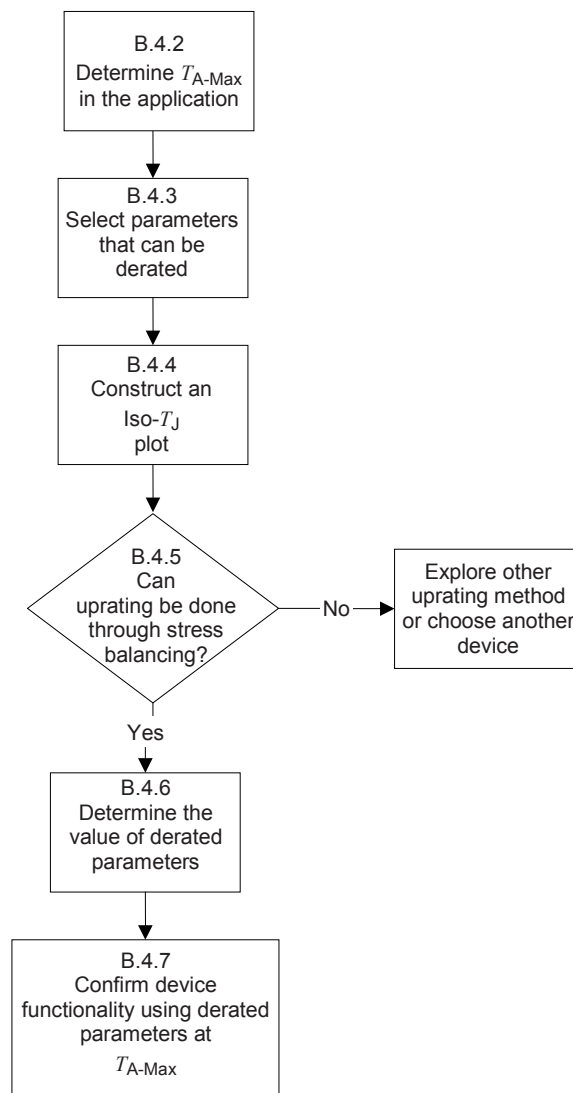 B.4.2
Determine TA-Max
in the application
B.4.3
Select parameters
that can be
derated
B.4.4
Construct an
Iso-TJ
plot
B.4.5
Can
uprating be done
through stress
balancing?
No
Explore other
uprating method
or choose another
device
Yes
B.4.6
Determine the
value of derated
parameters
B.4.7
Confirm device
functionality using derated
parameters at
TA-Max